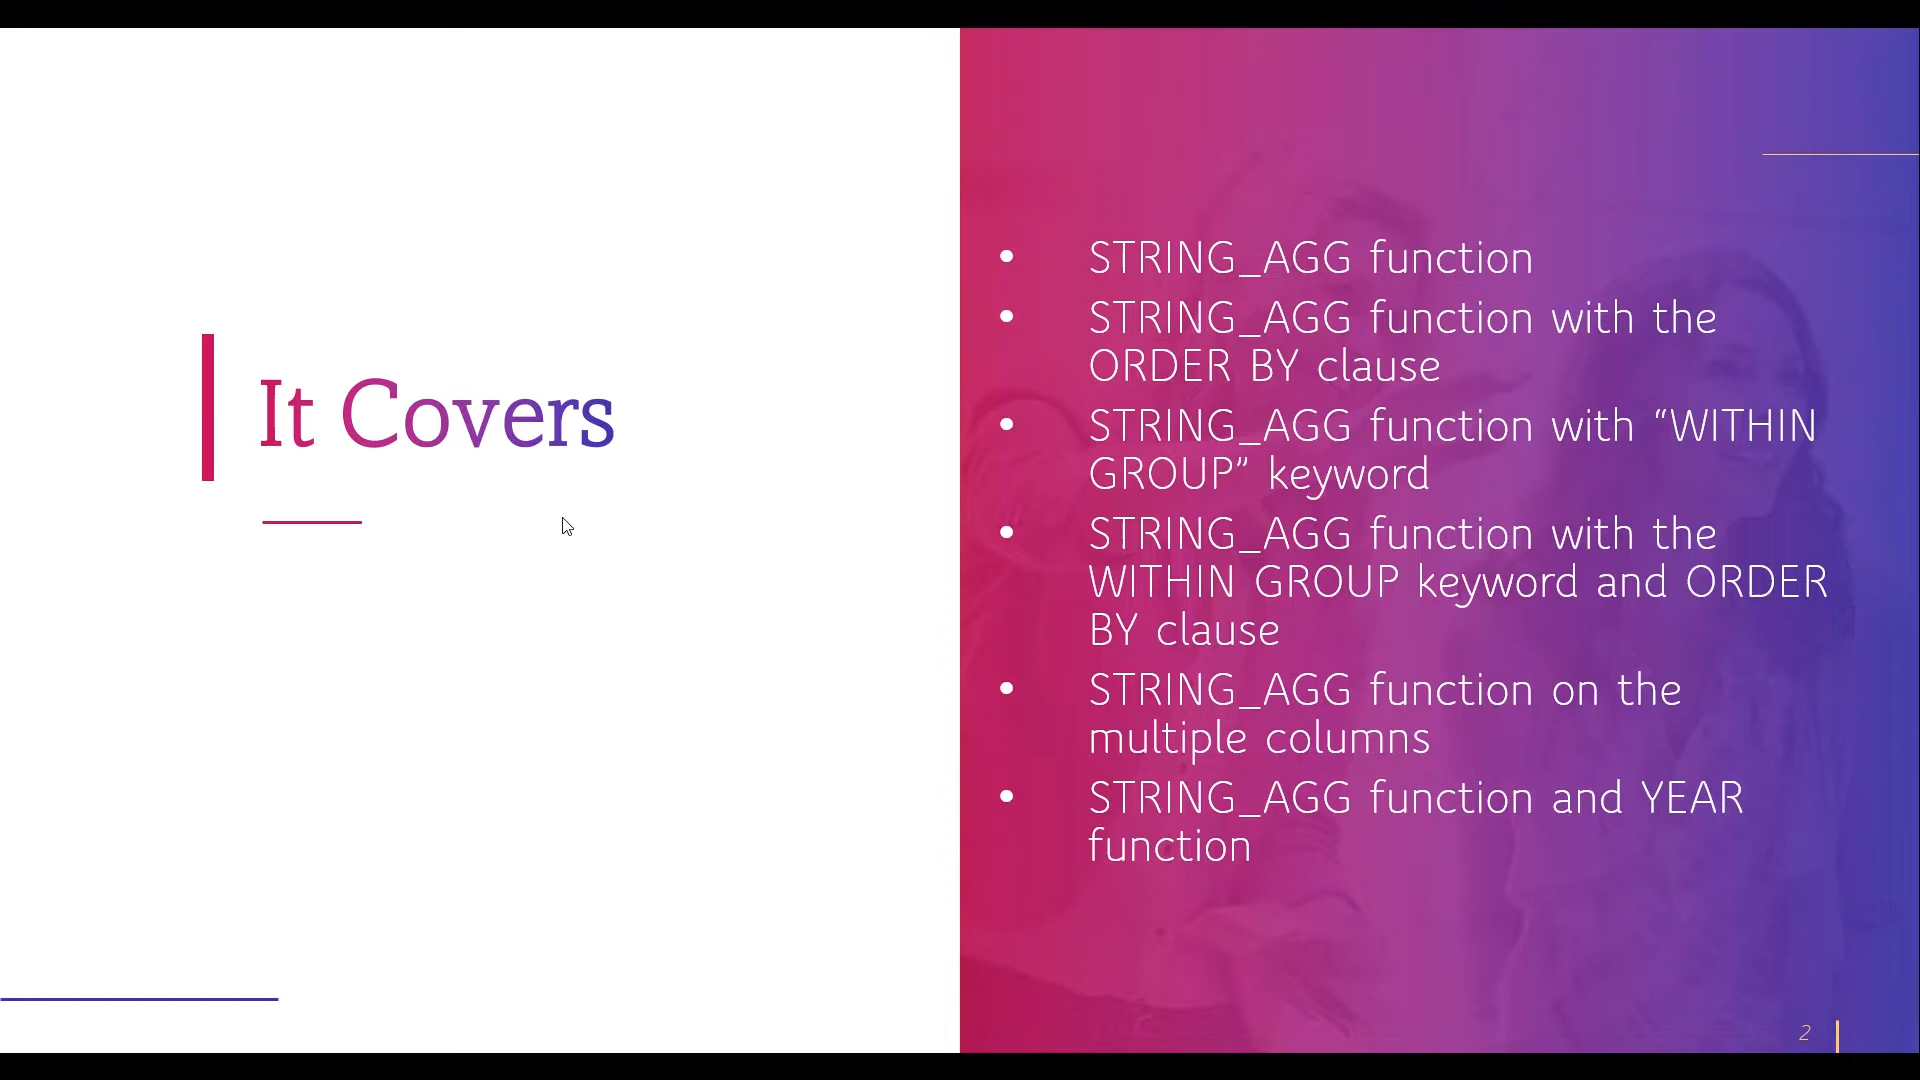 It Covers
• STRING_AGG function
• STRING_AGG function with the
ORDER BY clause
• STRING_AGG function with “WITHIN
GROUP” keyword
• STRING_AGG function with the
WITHIN GROUP keyword and ORDER
BY clause
• STRING_AGG function on the
multiple columns
• STRING_AGG function and YEAR
function
2